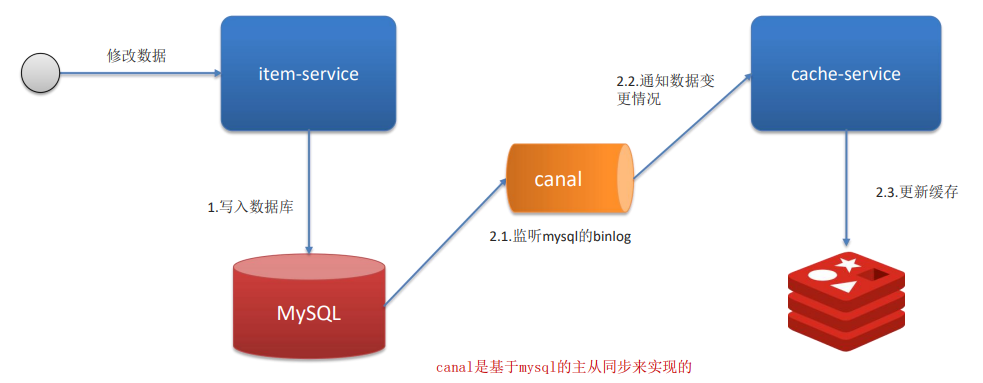 修改数据
item-service
1.写入数据库
MySQL
canal
2.1.监听mysql的binlog
2.2.通知数据变
更情况
cache-service
2.3.更新缓存
canal是基于mysql的主从同步来实现的